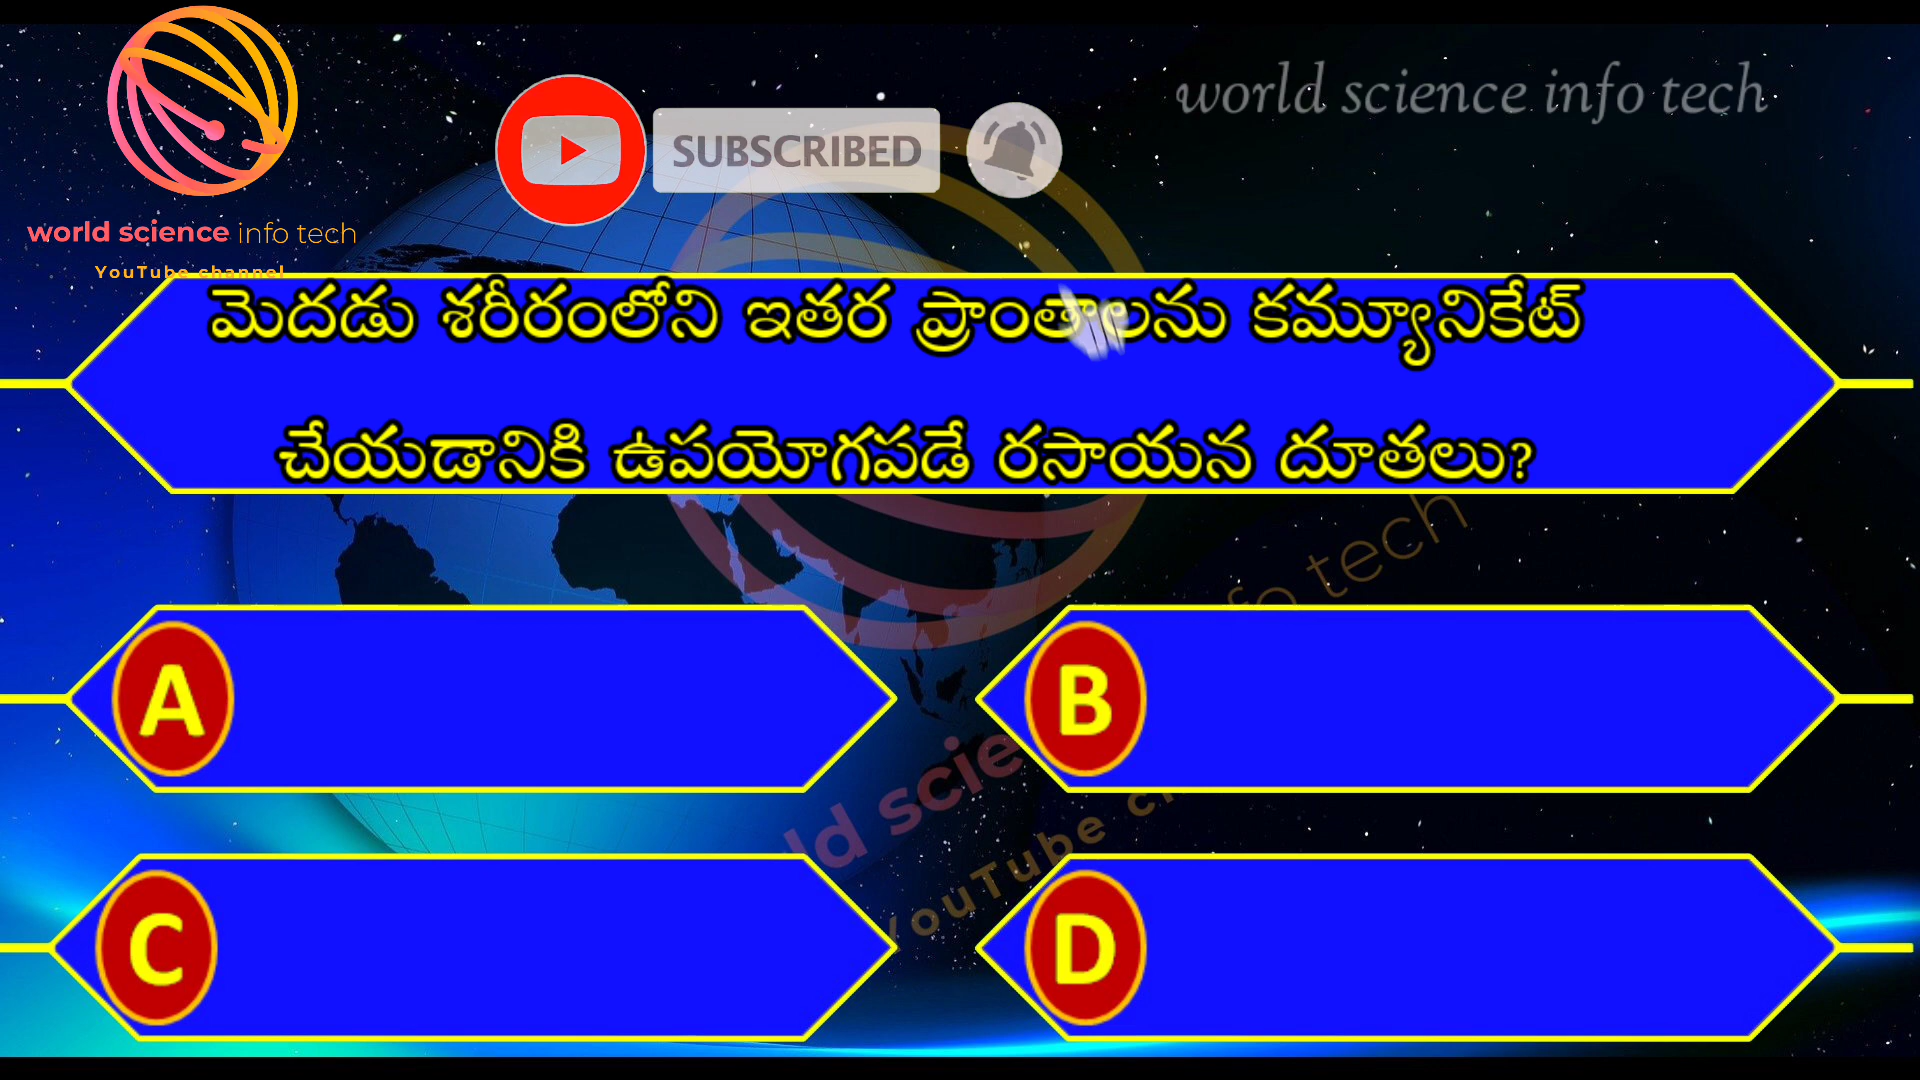 world science info tech
YouTube channel
SUBSCRIBED
world science info tech
మెదడు శరీరంలోని ఇతర ప్రాంతాలను కమ్యూనికేట్
చేయడానికి ఉపయోగపడే రసాయన దూతలు?
A
B
C
D